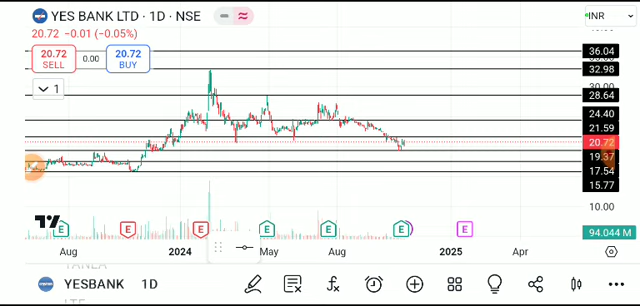 YES BANK LTD · 1D · NSE
INR
20.72 −0.01 (−0.05%)
20.72
SELL
0.00
20.72
BUY
1
36.04
32.98
30.00
28.64
24.40
21.59
20.72
19.37
17.54
15.77
10.00
94.044 M
E E E E E E E
Aug 2024 May Aug 2025 Apr
YESBANK 1D